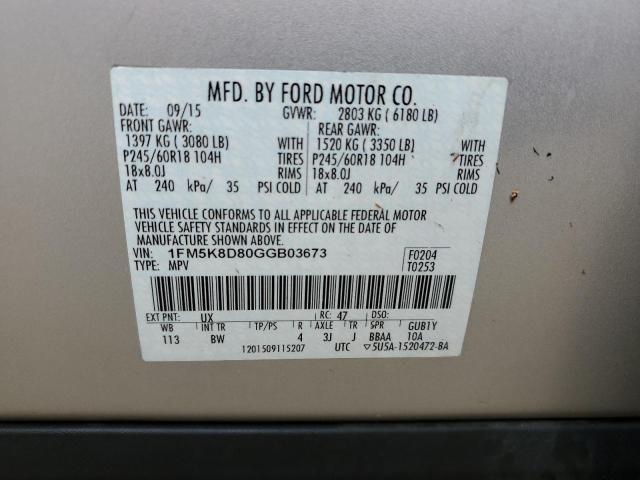 MFD. BY FORD MOTOR CO.
DATE: 09/15 GVWR: 2803 KG ( 6180 LB)
FRONT GAWR: REAR GAWR:
1397 KG ( 3080 LB) WITH 1520 KG ( 3350 LB) WITH
P245/60R18 104H TIRES P245/60R18 104H TIRES
18x8.0J RIMS 18x8.0J RIMS
AT 240 kPa/ 35 PSI COLD AT 240 kPa/ 35 PSI COLD
THIS VEHICLE CONFORMS TO ALL APPLICABLE FEDERAL MOTOR
VEHICLE SAFETY STANDARDS IN EFFECT ON THE DATE OF
MANUFACTURE SHOWN ABOVE.
VIN: 1FM5K8D80GGB03673 F0204
TYPE: MPV T0253
EXT PNT: UX RC: 47 DSO:
WB INT TR TP/PS R AXLE TR SPR GUB1Y
113 BW 4 3J J BBAA 10A
1201509115207 UTC ▽5U5A-1520472-BA